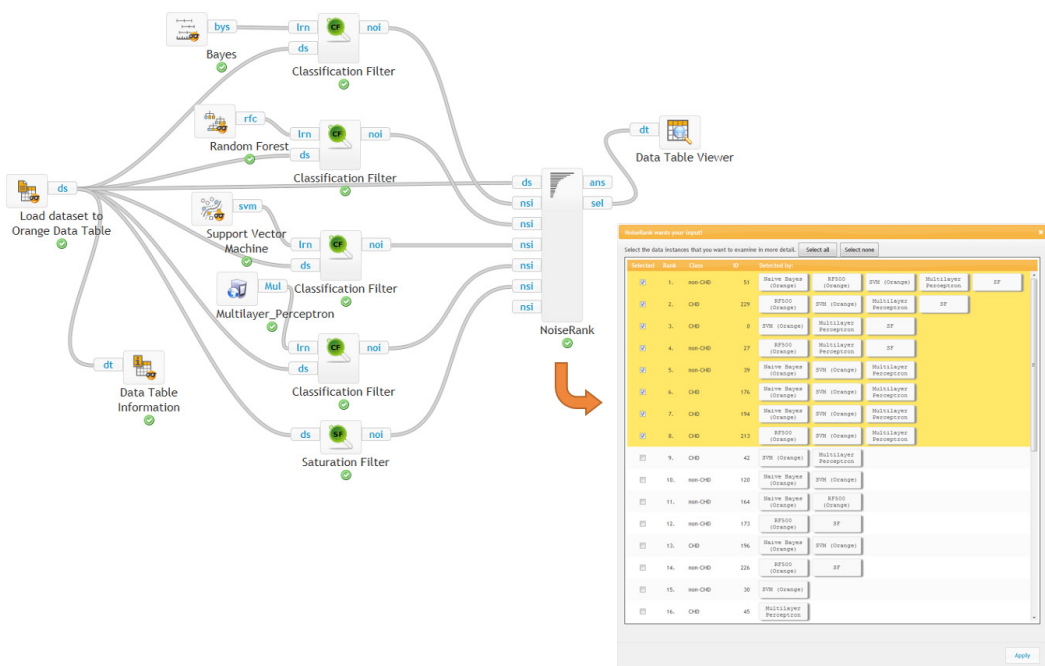 bys
Bayes
lrn
noi
ds
CF
Classification Filter
rfc
Random Forest
lrn
noi
ds
CF
Classification Filter
ds
Load dataset to
Orange Data Table
svm
Support Vector
Machine
lrn
noi
ds
CF
Classification Filter
Mul
Multilayer_Perceptron
lrn
noi
ds
CF
Classification Filter
dt
Data Table
Information
ds
noi
SF
Saturation Filter
ds
ans
nsi
sel
nsi
nsi
nsi
nsi
nsi
NoiseRank
dt
Data Table Viewer
NoiseRank wants your input!
Select the data instances that you want to examine in more detail. Select all Select none
Selected Rank Class ID Detected by:
1. non-CHD 51 Naive Bayes (Orange) RF500 (Orange) SVM (Orange) Multilayer Perceptron SF
2. CHD 229 RF500 (Orange) SVM (Orange) Multilayer Perceptron SF
3. CHD 0 SVM (Orange) Multilayer Perceptron SF
4. non-CHD 27 RF500 (Orange) Multilayer Perceptron SF
5. non-CHD 39 Naive Bayes (Orange) SVM (Orange) Multilayer Perceptron
6. CHD 176 Naive Bayes (Orange) SVM (Orange) Multilayer Perceptron
7. CHD 194 Naive Bayes (Orange) SVM (Orange) Multilayer Perceptron
8. CHD 213 RF500 (Orange) SVM (Orange) Multilayer Perceptron
9. CHD 42 SVM (Orange) Multilayer Perceptron
10. non-CHD 120 Naive Bayes (Orange) SVM (Orange)
11. non-CHD 164 Naive Bayes (Orange) RF500 (Orange)
12. non-CHD 173 RF500 (Orange) SF
13. CHD 196 Naive Bayes (Orange) SVM (Orange)
14. CHD 226 RF500 (Orange) SF
15. non-CHD 30 SVM (Orange)
16. CHD 45 Multilayer Perceptron
Apply